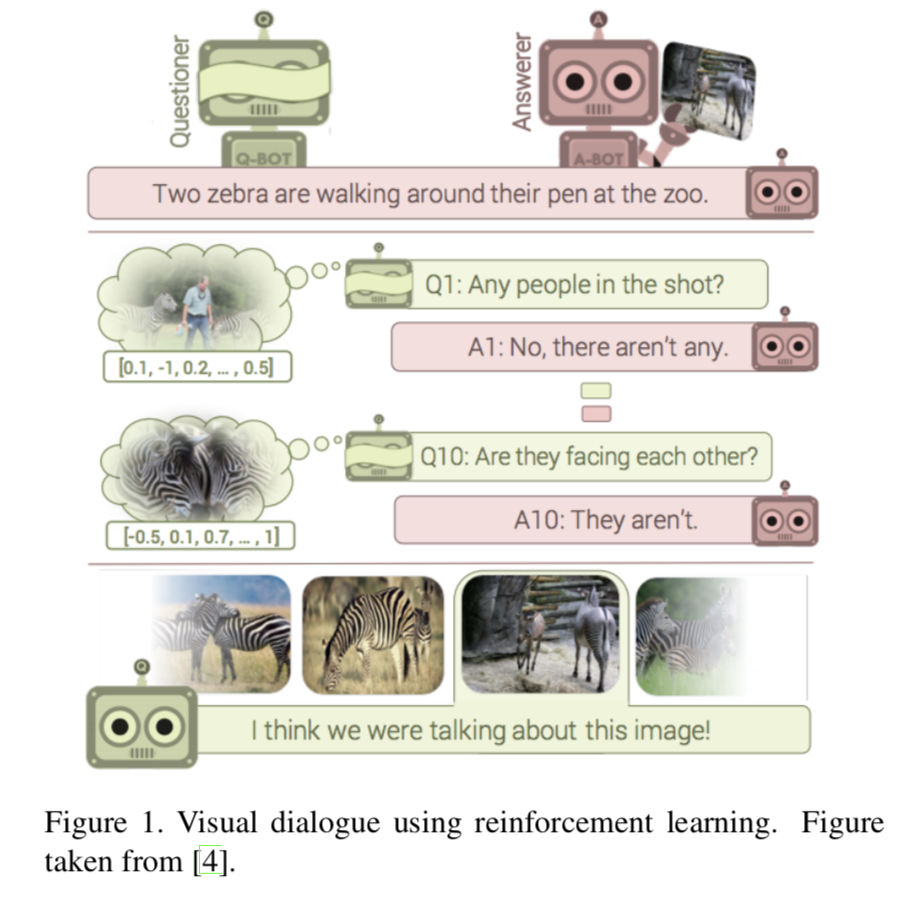 Q
A
Questioner
Answerer
Q-BOT
A-BOT
Two zebra are walking around their pen at the zoo.
A
Q
Q1: Any people in the shot?
[0.1, -1, 0.2, ... , 0.5]
A
A1: No, there aren't any.
Q
Q10: Are they facing each other?
[-0.5, 0.1, 0.7, ... , 1]
A
A10: They aren't.
Q
I think we were talking about this image!
Figure 1. Visual dialogue using reinforcement learning. Figure
taken from [4].